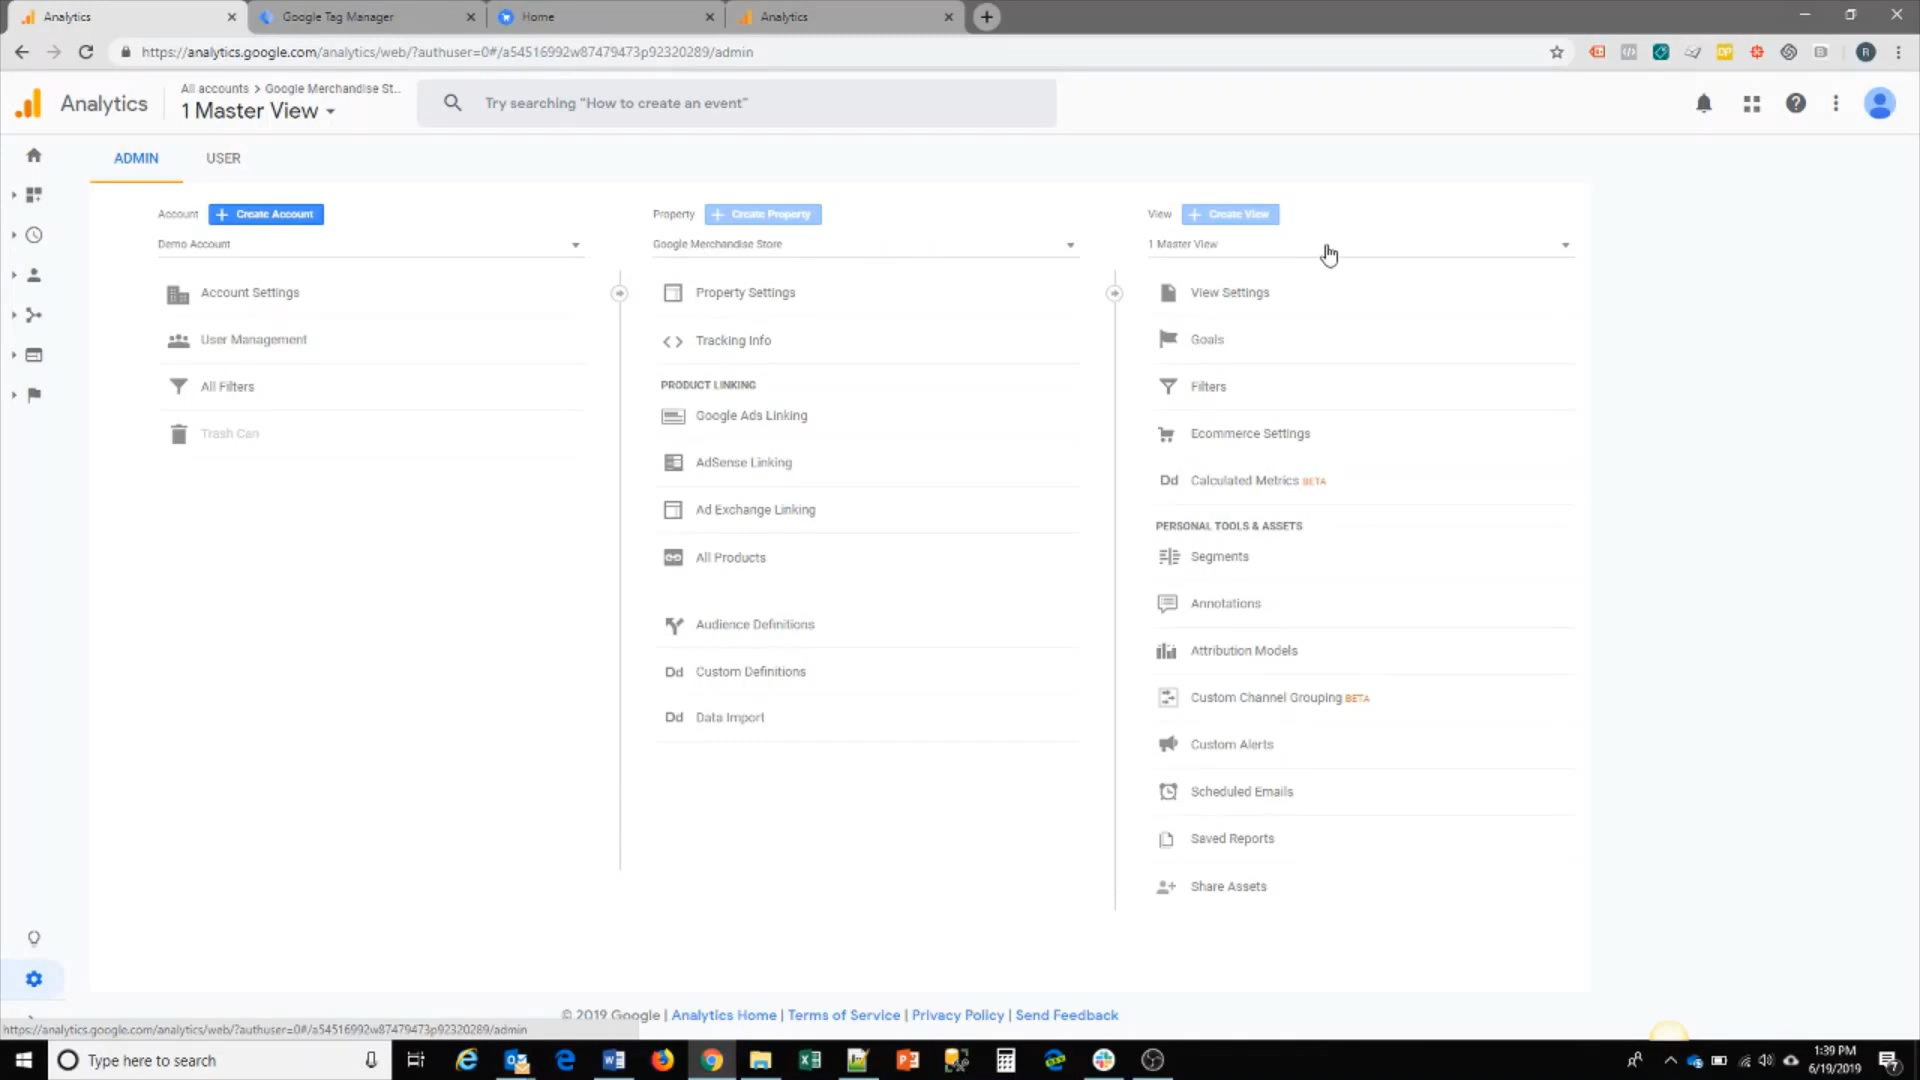 Analytics
Google Tag Manager
Home
Analytics
https://analytics.google.com/analytics/web/?authuser=0#/a54516992w87479473p92320289/admin
Analytics
All accounts > Google Merchandise St...
1 Master View
Try searching "How to create an event"
ADMIN
USER
Account
Create Account
Property
Create Property
View
Create View
Demo Account
Google Merchandise Store
1 Master View
Account Settings
User Management
All Filters
Trash Can
Property Settings
Tracking Info
PRODUCT LINKING
Google Ads Linking
AdSense Linking
Ad Exchange Linking
All Products
Audience Definitions
Dd Custom Definitions
Dd Data Import
View Settings
Goals
Filters
Ecommerce Settings
Dd Calculated Metrics BETA
PERSONAL TOOLS & ASSETS
Segments
Annotations
Attribution Models
Custom Channel Grouping BETA
Custom Alerts
Scheduled Emails
Saved Reports
Share Assets
© 2019 Google | Analytics Home | Terms of Service | Privacy Policy | Send Feedback
https://analytics.google.com/analytics/web/?authuser=0#/a54516992w87479473p92320289/admin
Type here to search
1:39 PM
6/19/2019